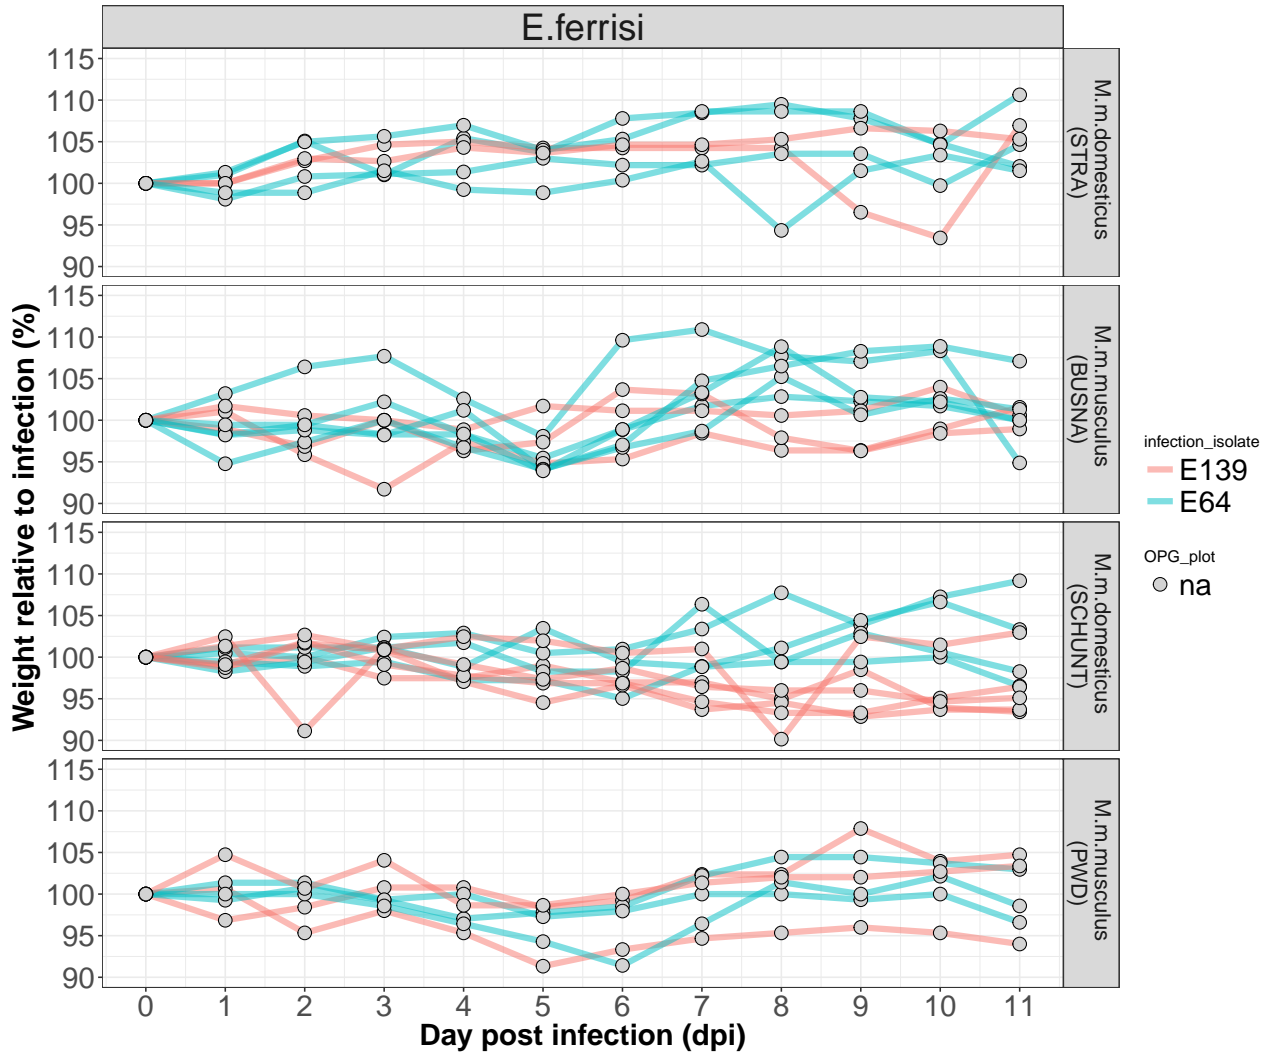 E.ferrisi
115
110
105
100
95
90
M.m.domesticus
(STRA)
115
110
105
100
95
90
M.m.musculus
(BUSNA)
115
110
105
100
95
90
M.m.domesticus
(SCHUNT)
115
110
105
100
95
90
M.m.musculus
(PWD)
Weight relative to infection (%)
0 1 2 3 4 5 6 7 8 9 10 11
Day post infection (dpi)
infection_isolate
E139
E64
OPG_plot
na